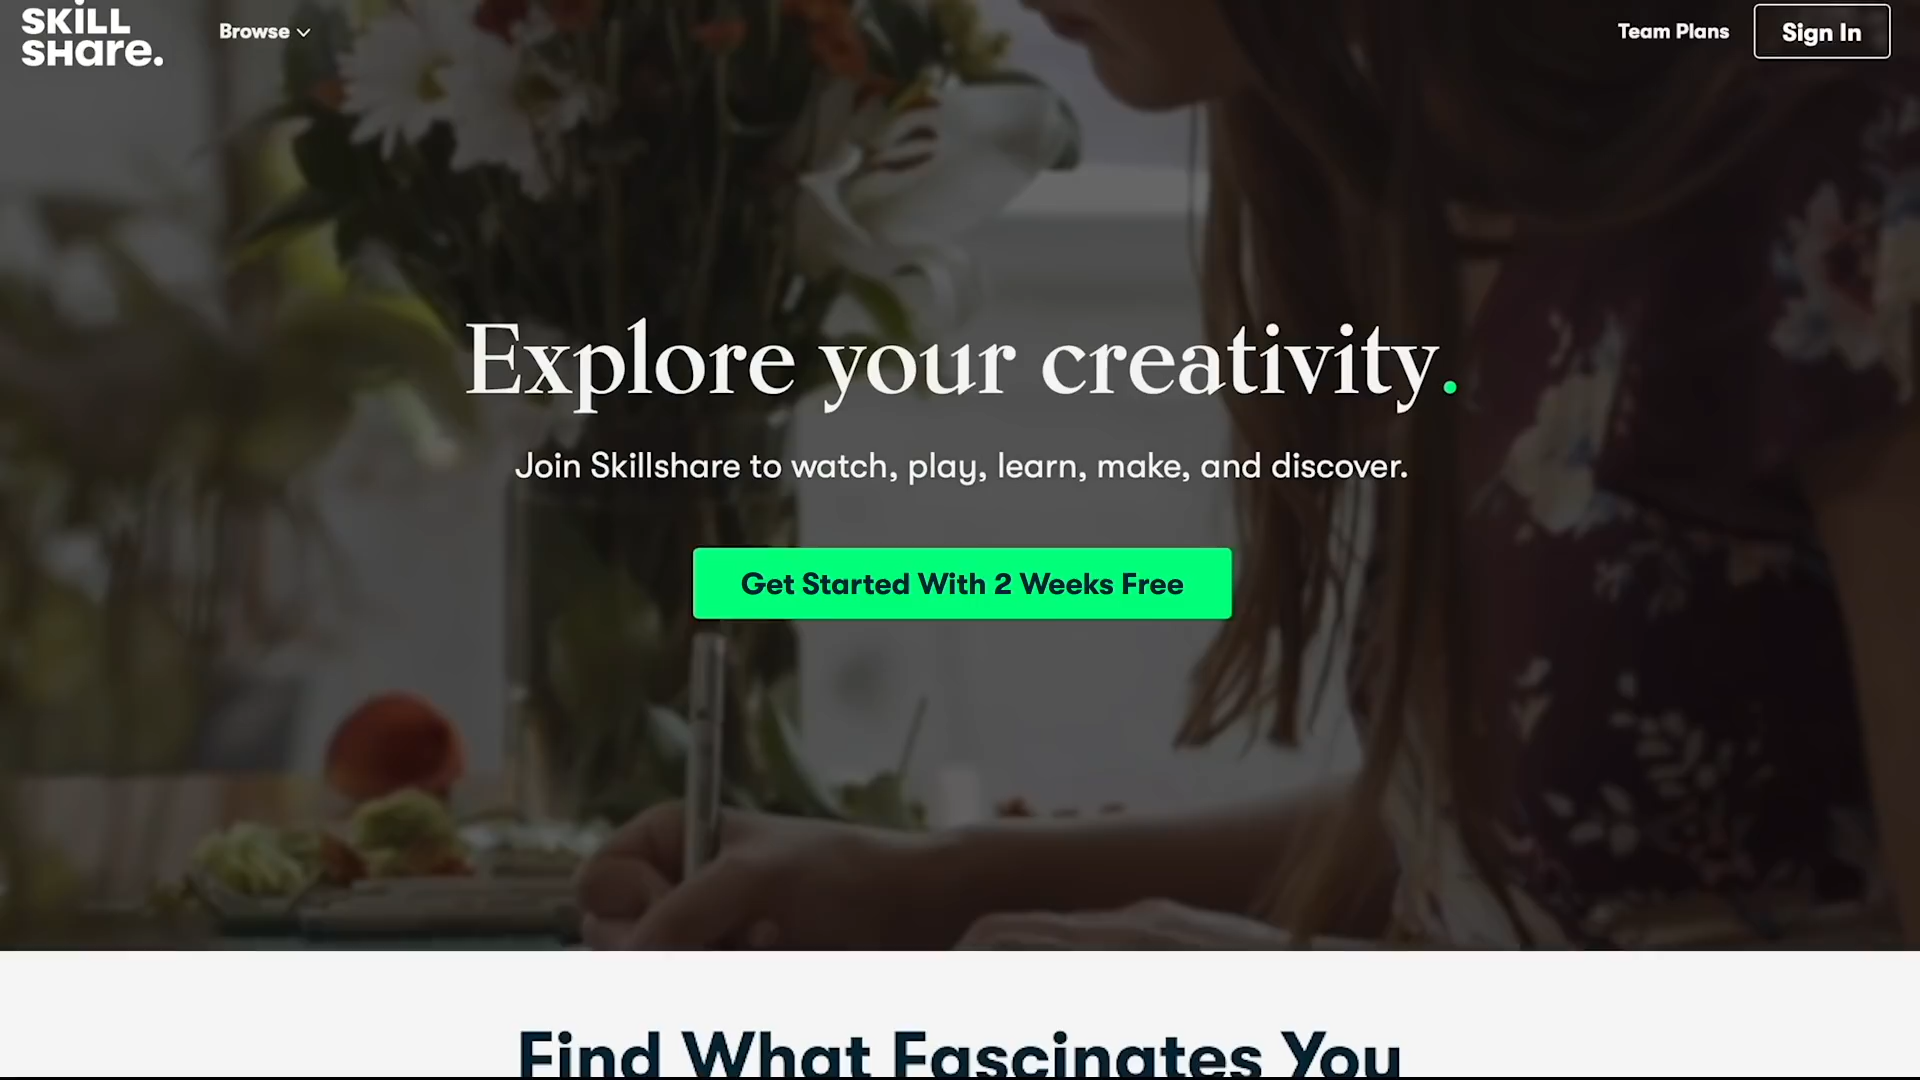 SKiLL
SHare.
Browse
Team Plans
Sign In
Explore your creativity.
Join Skillshare to watch, play, learn, make, and discover.
Get Started With 2 Weeks Free
Find What Fascinates You